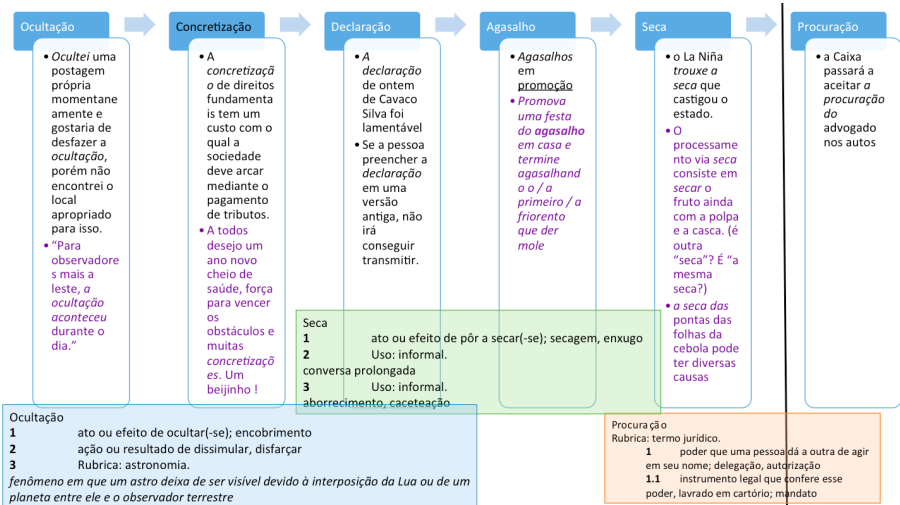 Ocultação
Concretização
Declaração
Agasalho
Seca
Procuração
• Ocultei uma
postagem
própria
momentane
amente e
gostaria de
desfazer a
ocultação,
porém não
encontrei o
local
apropriado
para isso.
• “Para
observadore
s mais a
leste, a
ocultação
aconteceu
durante o
dia.”
• A
concretizaçã
o de direitos
fundamenta
is tem um
custo com o
qual a
sociedade
deve arcar
mediante o
pagamento
de tributos.
• A todos
desejo um
ano novo
cheio de
saúde, força
para vencer
os
obstáculos e
muitas
concretizaçõ
es. Um
beijinho !
• A
declaração
de ontem
de Cavaco
Silva foi
lamentável
• Se a pessoa
preencher a
declaração
em uma
versão
antiga, não
irá
conseguir
transmitir.
• Agasalhos
em
promoção
• Promova
uma festa
do agasalho
em casa e
termine
agasalhand
o o / a
primeiro / a
friorento
que der
mole
• o La Niña
trouxe a
seca que
castigou o
estado.
• O
processame
nto via seca
consiste em
secar o
fruto ainda
com a polpa
e a casca. (é
outra
“seca”? É “a
mesma
seca?)
• a seca das
pontas das
folhas da
cebola pode
ter diversas
causas
• a Caixa
passará a
aceitar a
procuração
do
advogado
nos autos
Seca
1 ato ou efeito de pôr a secar(-se); secagem, enxugo
2 Uso: informal.
conversa prolongada
3 Uso: informal.
aborrecimento, caceteação
Ocultação
1 ato ou efeito de ocultar(-se); encobrimento
2 ação ou resultado de dissimular, disfarçar
3 Rubrica: astronomia.
fenômeno em que um astro deixa de ser visível devido à interposição da Lua ou de um
planeta entre ele e o observador terrestre
Procuração
Rubrica: termo jurídico.
1 poder que uma pessoa dá a outra de agir
em seu nome; delegação, autorização
1.1 instrumento legal que confere esse
poder, lavrado em cartório; mandato